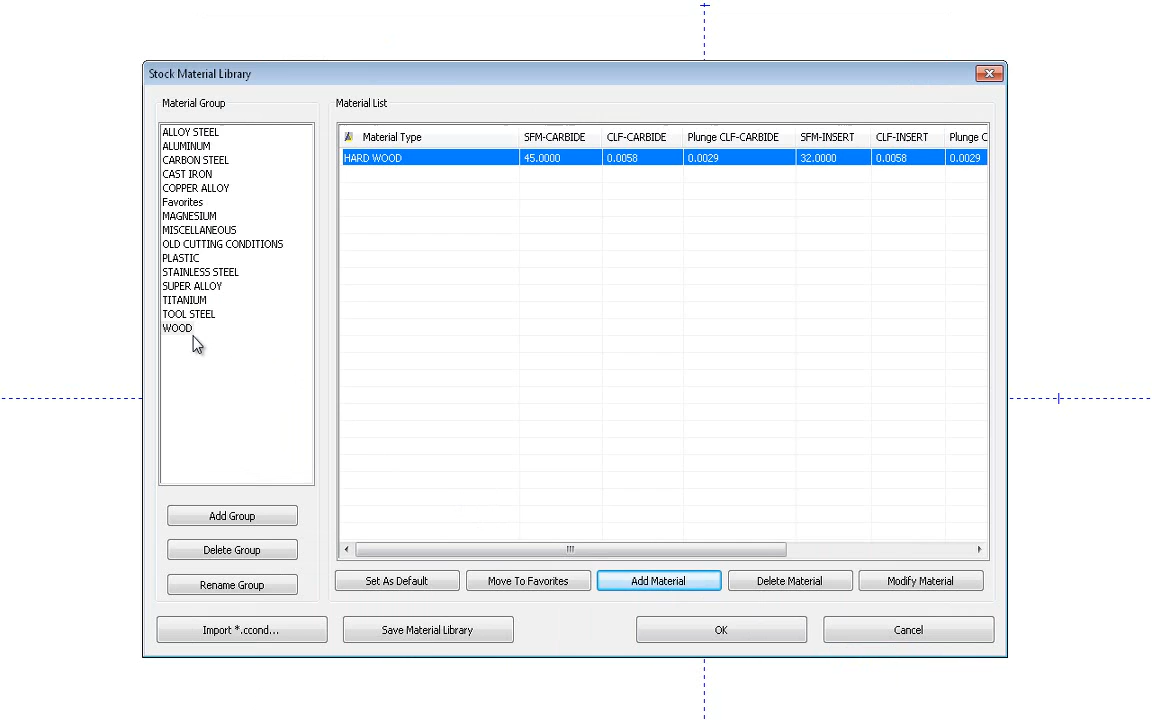 Stock Material Library
Material Group
ALLOY STEEL
ALUMINUM
CARBON STEEL
CAST IRON
COPPER ALLOY
Favorites
MAGNESIUM
MISCELLANEOUS
OLD CUTTING CONDITIONS
PLASTIC
STAINLESS STEEL
SUPER ALLOY
TITANIUM
TOOL STEEL
WOOD
Add Group
Delete Group
Rename Group
Material List
Material Type SFM-CARBIDE CLF-CARBIDE Plunge CLF-CARBIDE SFM-INSERT CLF-INSERT Plunge C
HARD WOOD 45.0000 0.0058 0.0029 32.0000 0.0058 0.0029
Set As Default Move To Favorites Add Material Delete Material Modify Material
Import *.ccond... Save Material Library OK Cancel